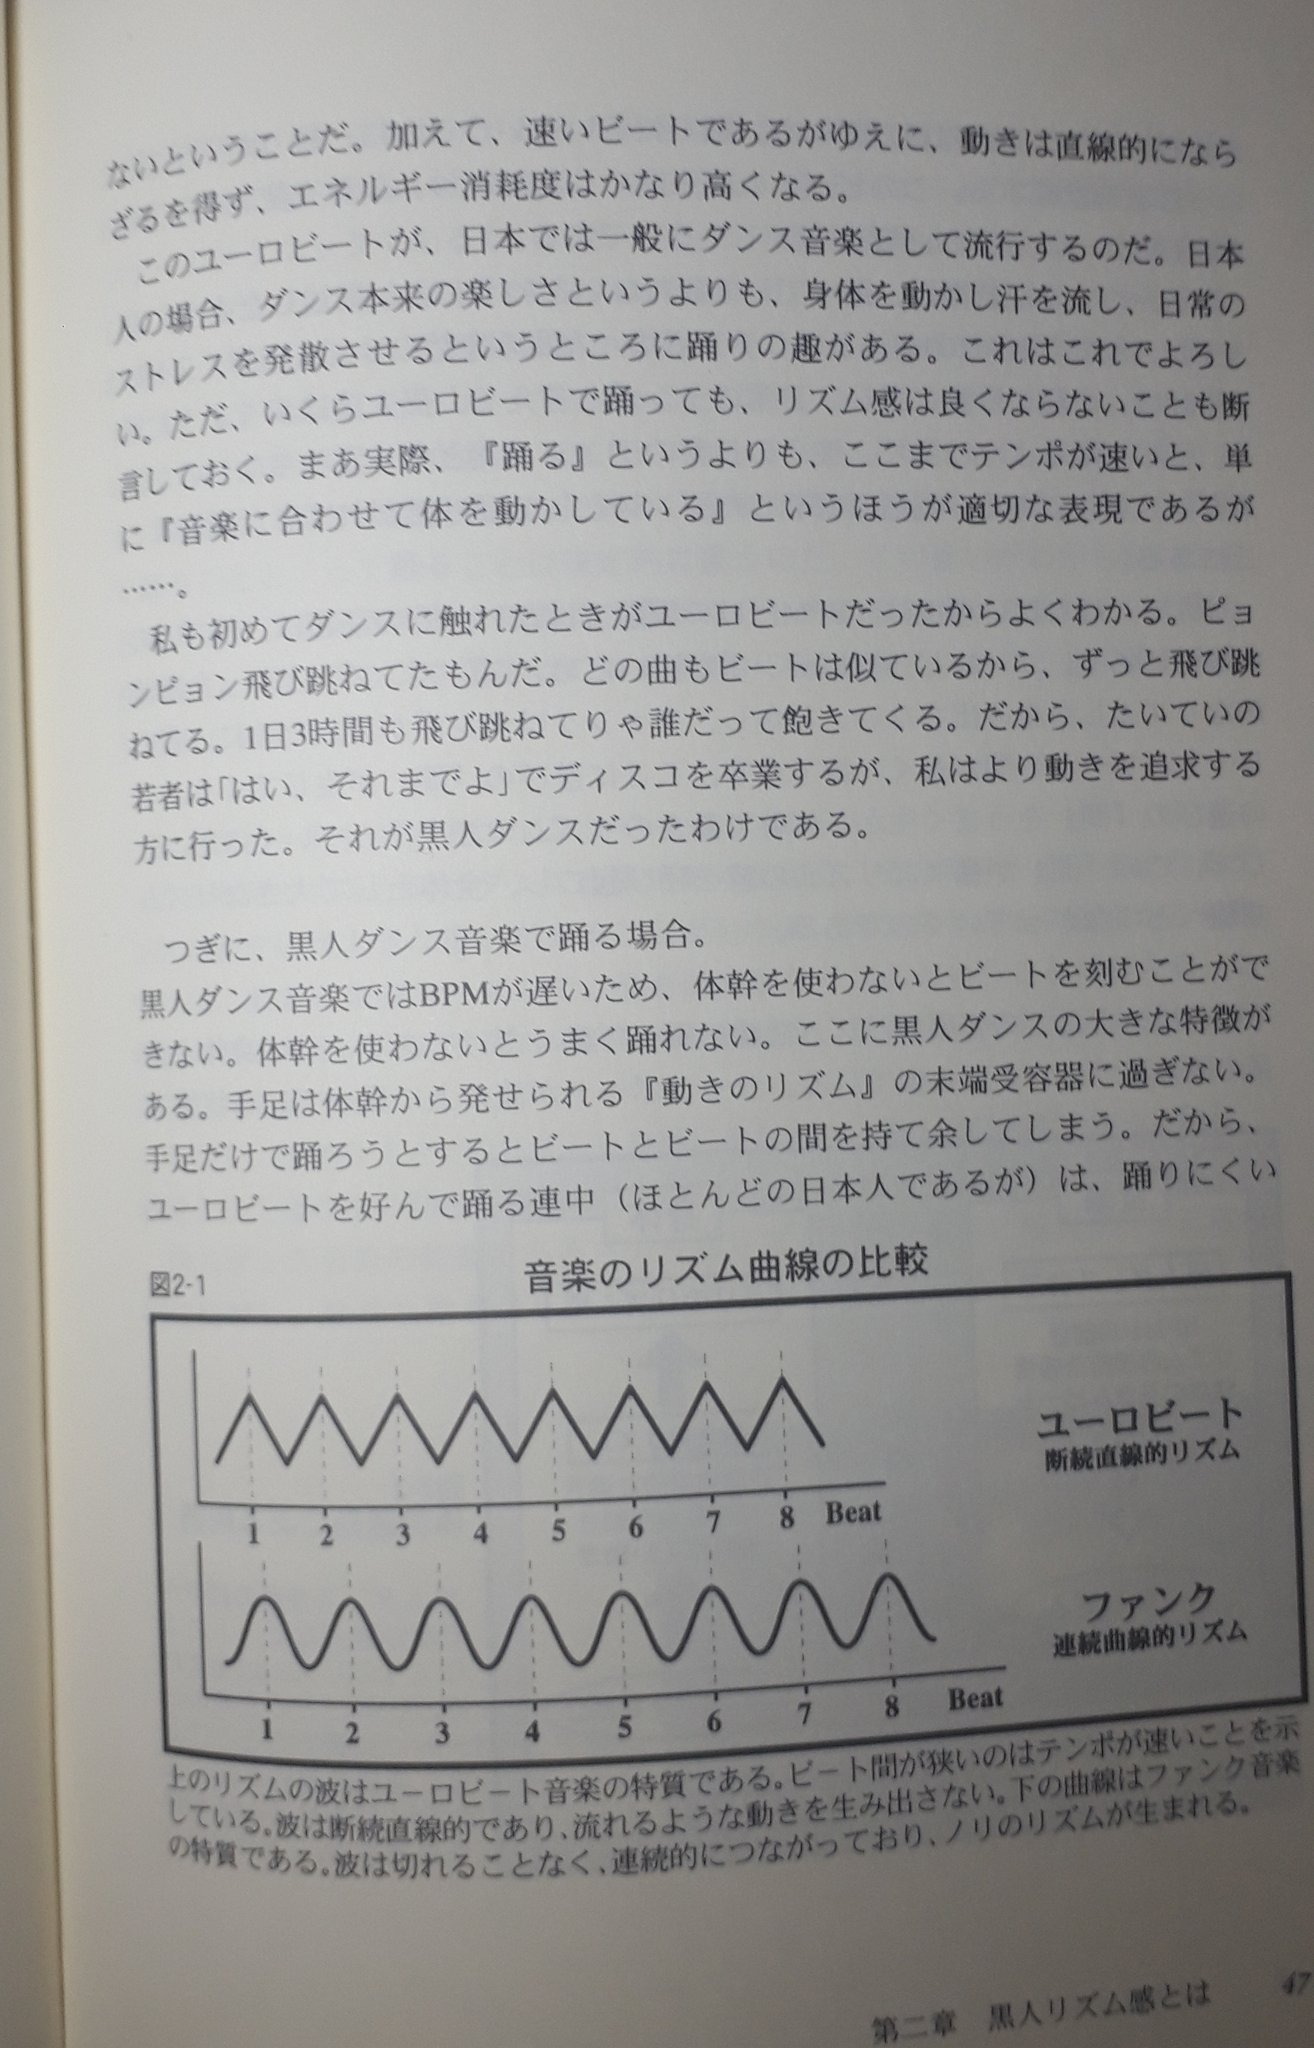 ないということだ。加えて、速いビートであるがゆえに、動きは直線的になら
ざるを得ず、エネルギー消耗度はかなり高くなる。
このユーロビートが、日本では一般にダンス音楽として流行するのだ。日本
人の場合、ダンス本来の楽しさというよりも、身体を動かし汗を流し、日常の
ストレスを発散させるというところに踊りの趣がある。これはこれでよろし
い。ただ、いくらユーロビートで踊っても、リズム感は良くならないことも断
言しておく。まあ実際、『踊る』というよりも、ここまでテンポが速いと、単
に『音楽に合わせて体を動かしている』というほうが適切な表現であるが
……。
私も初めてダンスに触れたときがユーロビートだったからよくわかる。ピョ
ンピョン飛び跳ねてたもんだ。どの曲もビートは似ているから、ずっと飛び跳
ねてる。1日3時間も飛び跳ねてりゃ誰だって飽きてくる。だから、たいていの
若者は「はい、それまでよ」でディスコを卒業するが、私はより動きを追求する
方に行った。それが黒人ダンスだったわけである。
つぎに、黒人ダンス音楽で踊る場合。
黒人ダンス音楽ではBPMが遅いため、体幹を使わないとビートを刻むことがで
きない。体幹を使わないとうまく踊れない。ここに黒人ダンスの大きな特徴が
ある。手足は体幹から発せられる『動きのリズム』の末端受容器に過ぎない。
手足だけで踊ろうとするとビートとビートの間を持て余してしまう。だから、
ユーロビートを好んで踊る連中（ほとんどの日本人であるが）は、踊りにくい
図2-1
音楽のリズム曲線の比較
ユーロビート
断続直線的リズム
1 2 3 4 5 6 7 8 Beat
ファンク
連続曲線的リズム
1 2 3 4 5 6 7 8 Beat
上のリズムの波はユーロビート音楽の特質である。ビート間が狭いのはテンポが速いことを示
している。波は断続直線的であり、流れるような動きを生み出さない。下の曲線はファンク音楽
の特質である。波は切れることなく、連続的につながっており、ノリのリズムが生まれる。
第二章　黒人リズム感とは　47